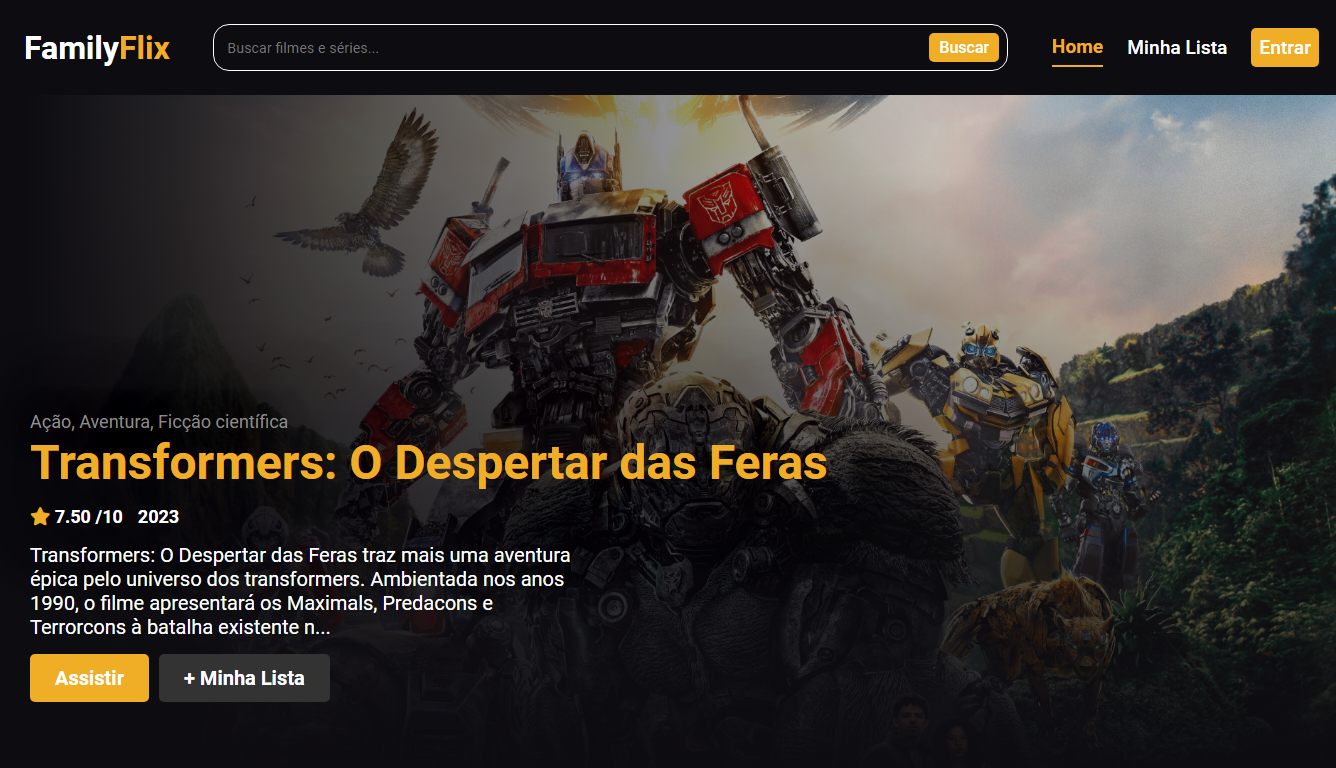 FamilyFlix
Buscar filmes e séries...
Buscar
Home
Minha Lista
Entrar
Ação, Aventura, Ficção científica
Transformers: O Despertar das Feras
7.50 /10 2023
Transformers: O Despertar das Feras traz mais uma aventura
épica pelo universo dos transformers. Ambientada nos anos
1990, o filme apresentará os Maximals, Predacons e
Terrorcons à batalha existente n...
Assistir
+ Minha Lista